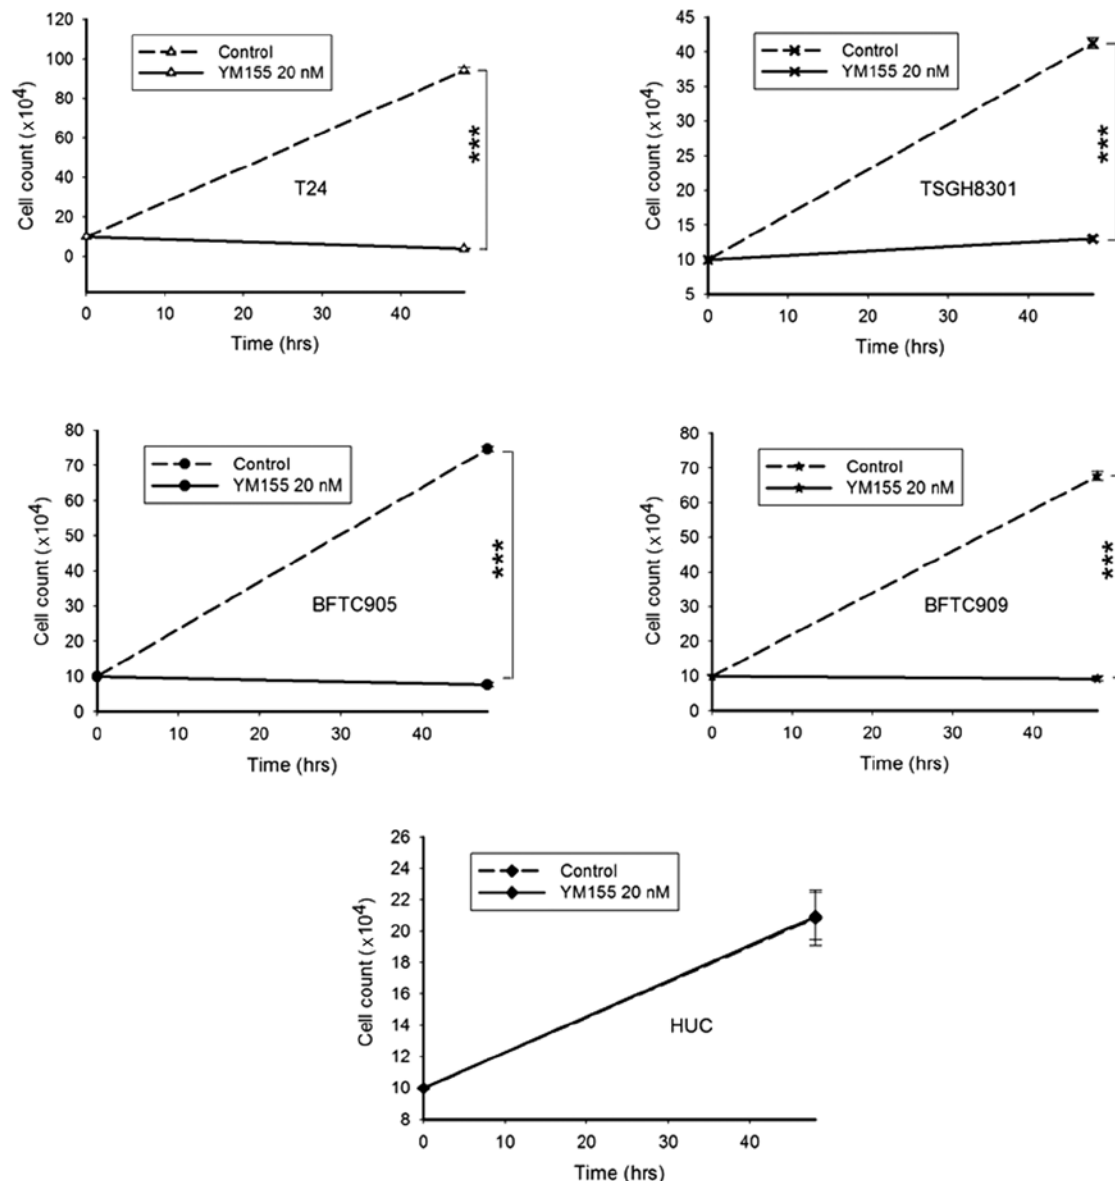 120
100
80
60
40
20
0
Cell count (×10⁴)
Control
YM155 20 nM
T24
***
0 10 20 30 40
Time (hrs)
45
40
35
30
25
20
15
10
5
Cell count (×10⁴)
Control
YM155 20 nM
TSGH8301
***
0 10 20 30 40
Time (hrs)
80
70
60
50
40
30
20
10
0
Cell count (×10⁴)
Control
YM155 20 nM
BFTC905
***
0 10 20 30 40
Time (hrs)
80
70
60
50
40
30
20
10
0
Cell count (×10⁴)
Control
YM155 20 nM
BFTC909
***
0 10 20 30 40
Time (hrs)
26
24
22
20
18
16
14
12
10
8
Cell count (×10⁴)
Control
YM155 20 nM
HUC
0 10 20 30 40
Time (hrs)